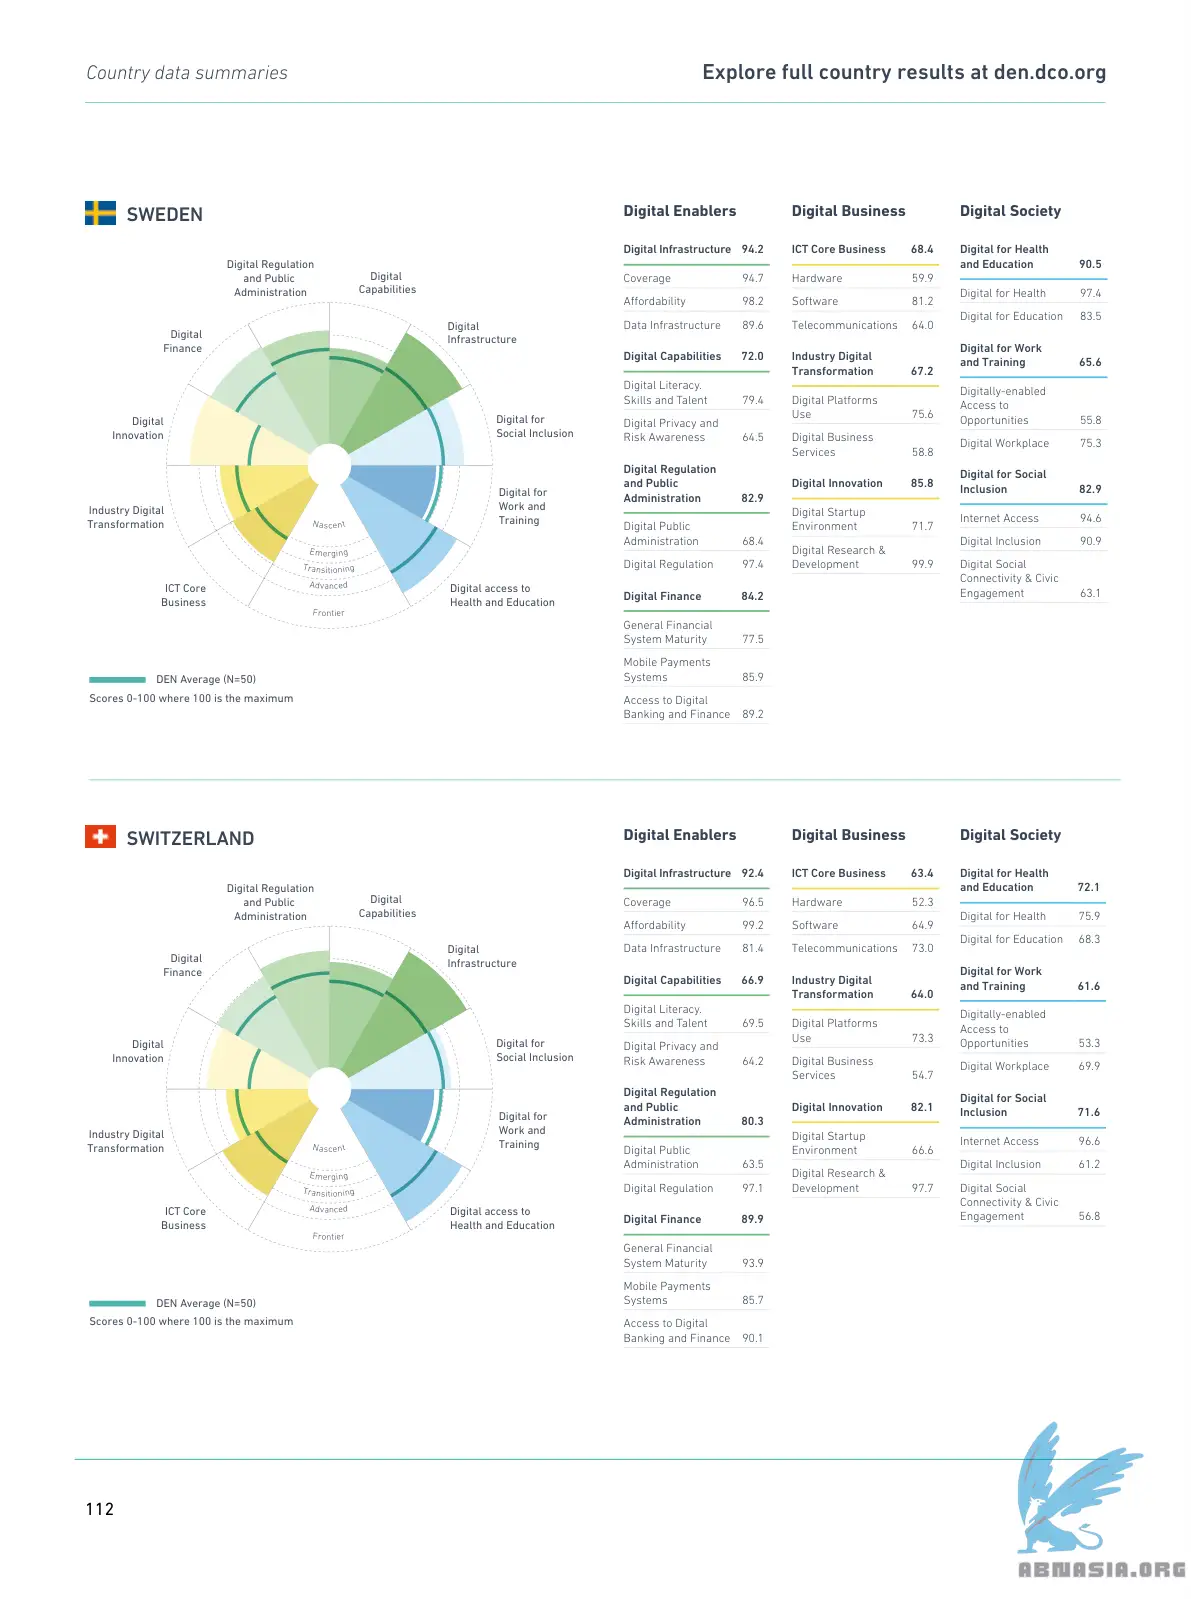 Country data summaries
Explore full country results at den.dco.org
SWEDEN
Digital Regulation
and Public
Administration
Digital
Capabilities
Digital
Infrastructure
Digital
Finance
Digital
Innovation
Digital for
Social Inclusion
Industry Digital
Transformation
Digital for
Work and
Training
ICT Core
Business
Digital access to
Health and Education
Nascent
Emerging
Transitioning
Advanced
Frontier
DEN Average (N=50)
Scores 0-100 where 100 is the maximum
Digital Enablers
Digital Infrastructure 94.2
Coverage 94.7
Affordability 98.2
Data Infrastructure 89.6
Digital Capabilities 72.0
Digital Literacy.
Skills and Talent 79.4
Digital Privacy and
Risk Awareness 64.5
Digital Regulation
and Public
Administration 82.9
Digital Public
Administration 68.4
Digital Regulation 97.4
Digital Finance 84.2
General Financial
System Maturity 77.5
Mobile Payments
Systems 85.9
Access to Digital
Banking and Finance 89.2
Digital Business
ICT Core Business 68.4
Hardware 59.9
Software 81.2
Telecommunications 64.0
Industry Digital
Transformation 67.2
Digital Platforms
Use 75.6
Digital Business
Services 58.8
Digital Innovation 85.8
Digital Startup
Environment 71.7
Digital Research &
Development 99.9
Digital Society
Digital for Health
and Education 90.5
Digital for Health 97.4
Digital for Education 83.5
Digital for Work
and Training 65.6
Digitally-enabled
Access to
Opportunities 55.8
Digital Workplace 75.3
Digital for Social
Inclusion 82.9
Internet Access 94.6
Digital Inclusion 90.9
Digital Social
Connectivity & Civic
Engagement 63.1
SWITZERLAND
Digital Regulation
and Public
Administration
Digital
Capabilities
Digital
Infrastructure
Digital
Finance
Digital
Innovation
Digital for
Social Inclusion
Industry Digital
Transformation
Digital for
Work and
Training
ICT Core
Business
Digital access to
Health and Education
Nascent
Emerging
Transitioning
Advanced
Frontier
DEN Average (N=50)
Scores 0-100 where 100 is the maximum
Digital Enablers
Digital Infrastructure 92.4
Coverage 96.5
Affordability 99.2
Data Infrastructure 81.4
Digital Capabilities 66.9
Digital Literacy.
Skills and Talent 69.5
Digital Privacy and
Risk Awareness 64.2
Digital Regulation
and Public
Administration 80.3
Digital Public
Administration 63.5
Digital Regulation 97.1
Digital Finance 89.9
General Financial
System Maturity 93.9
Mobile Payments
Systems 85.7
Access to Digital
Banking and Finance 90.1
Digital Business
ICT Core Business 63.4
Hardware 52.3
Software 64.9
Telecommunications 73.0
Industry Digital
Transformation 64.0
Digital Platforms
Use 73.3
Digital Business
Services 54.7
Digital Innovation 82.1
Digital Startup
Environment 66.6
Digital Research &
Development 97.7
Digital Society
Digital for Health
and Education 72.1
Digital for Health 75.9
Digital for Education 68.3
Digital for Work
and Training 61.6
Digitally-enabled
Access to
Opportunities 53.3
Digital Workplace 69.9
Digital for Social
Inclusion 71.6
Internet Access 96.6
Digital Inclusion 61.2
Digital Social
Connectivity & Civic
Engagement 56.8
112
ABNASIA.ORG